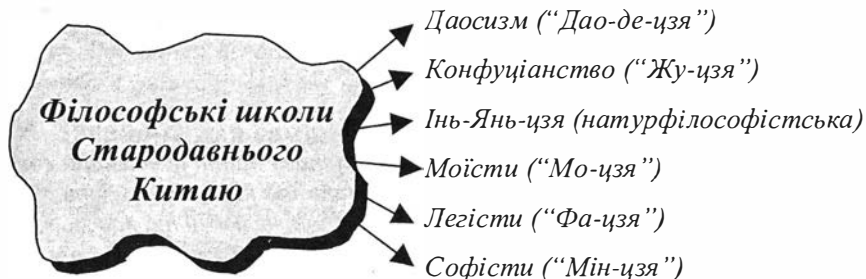 Філософські школи
Стародавнього
Китаю
Даосизм (“Дао-де-цзя”)
Конфуціанство (“Жу-цзя”)
Інь-Янь-цзя (натурфілософістська)
Моїсти (“Мо-цзя”)
Легісти (“Фа-цзя”)
Софісти (“Мін-цзя”)